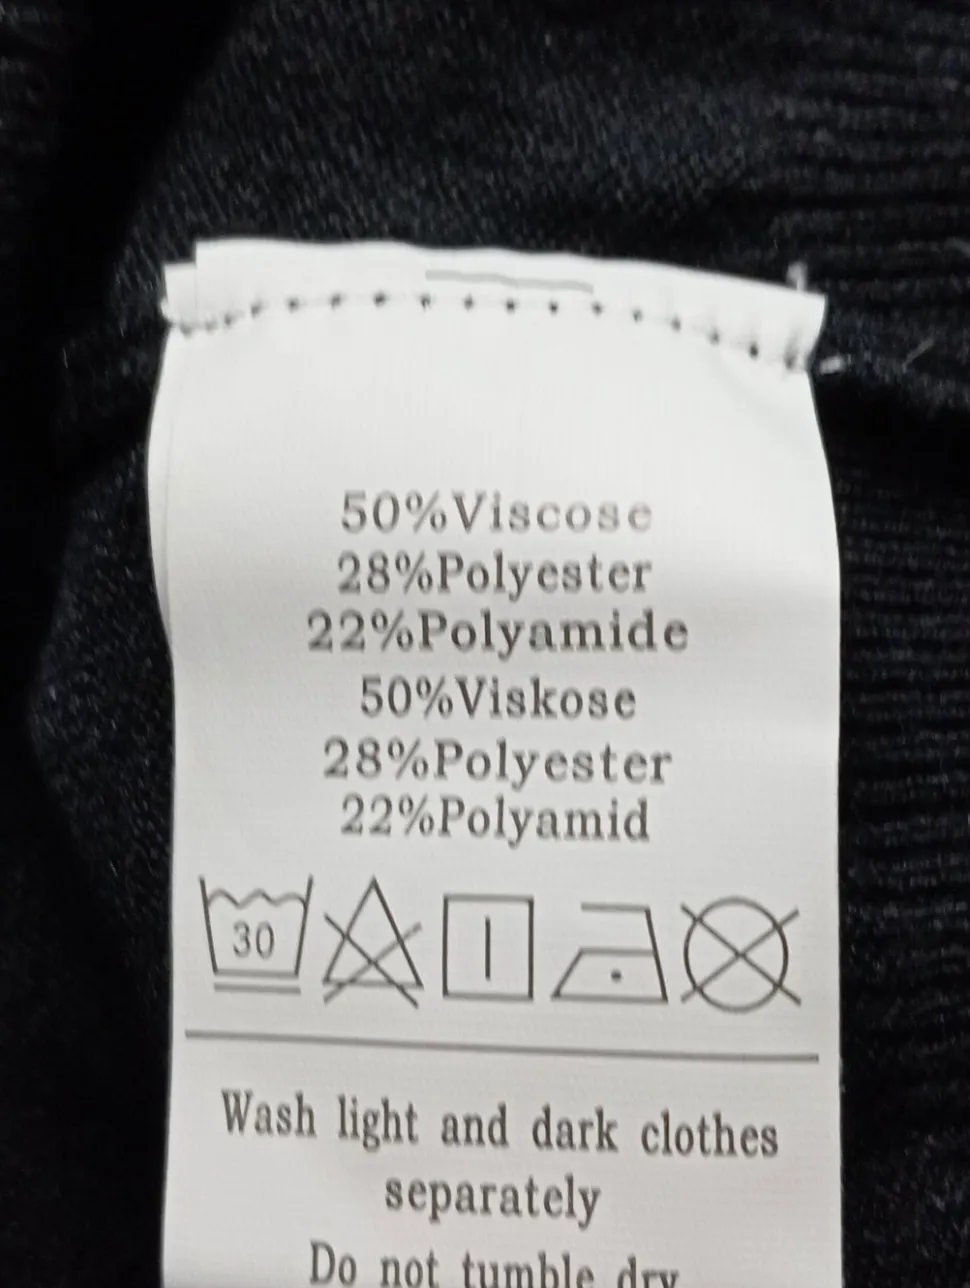 50%Viscose
28%Polyester
22%Polyamide
50%Viskose
28%Polyester
22%Polyamid
30
Wash light and dark clothes
separately
Do not tumble dry